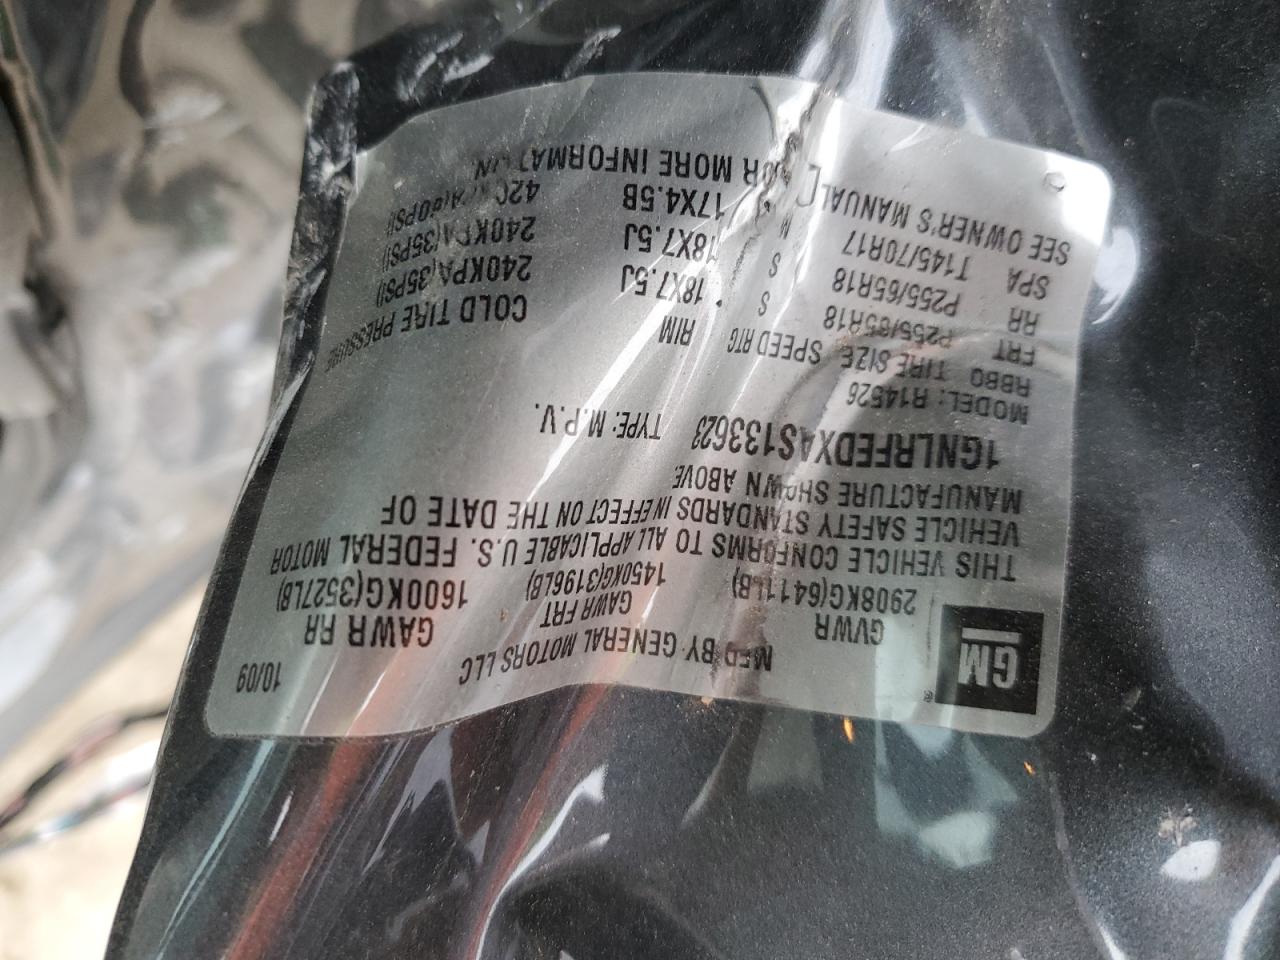 GM
®
MFD BY GENERAL MOTORS LLC 10/09
GVWR GAWR FRT GAWR RR
2908KG(6411LB) 1450KG(3196LB) 1600KG(3527LB)
THIS VEHICLE CONFORMS TO ALL APPLICABLE U.S. FEDERAL MOTOR
VEHICLE SAFETY STANDARDS IN EFFECT ON THE DATE OF
MANUFACTURE SHOWN ABOVE.
1GNLRFEDXAS133623 TYPE: M.P.V.
MODEL: R14526
RBBO TIRE SIZE SPEED RTG RIM COLD TIRE PRESSURE
FRT P255/65R18 S 18X7.5J 240KPA(35PSI)
RR P255/65R18 S 18X7.5J 240KPA(35PSI)
SPA T145/70R17 M 17X4.5B 420KPA(60PSI)
SEE OWNER'S MANUAL FOR MORE INFORMATION.